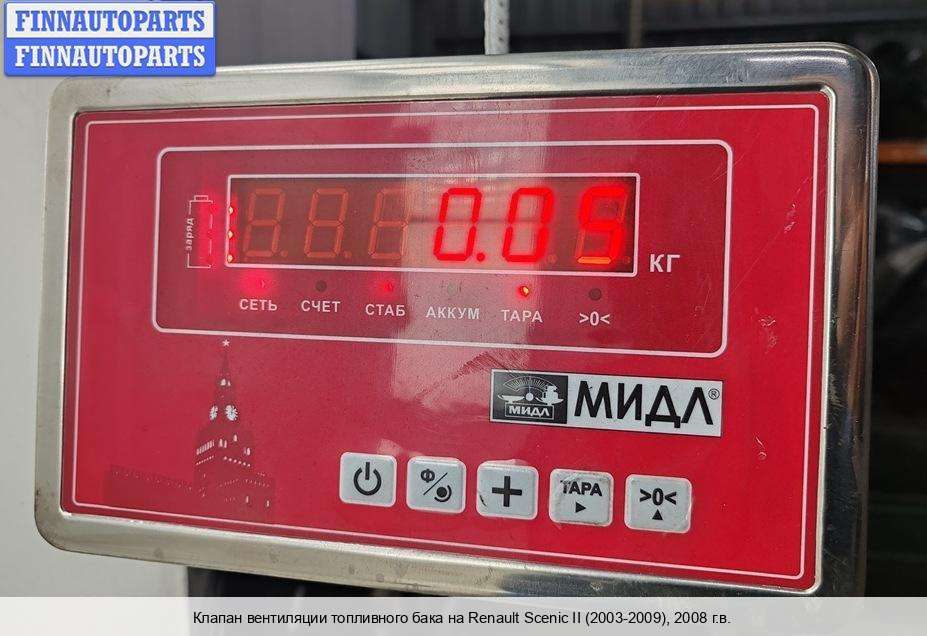 FINNAUTOPARTS
FINNAUTOPARTS
заряд
0.05
КГ
СЕТЬ СЧЕТ СТАБ АККУМ ТАРА >0<
МИДЛ
МИДЛ®
Ф
ТАРА
>0<
Клапан вентиляции топливного бака на Renault Scenic II (2003-2009), 2008 г.в.